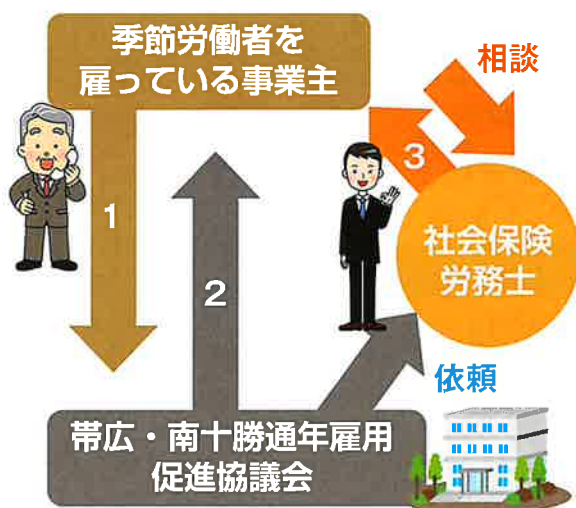 季節労働者を
雇っている事業主
相談
3
1
社会保険
労務士
2
依頼
帯広・南十勝通年雇用
促進協議会